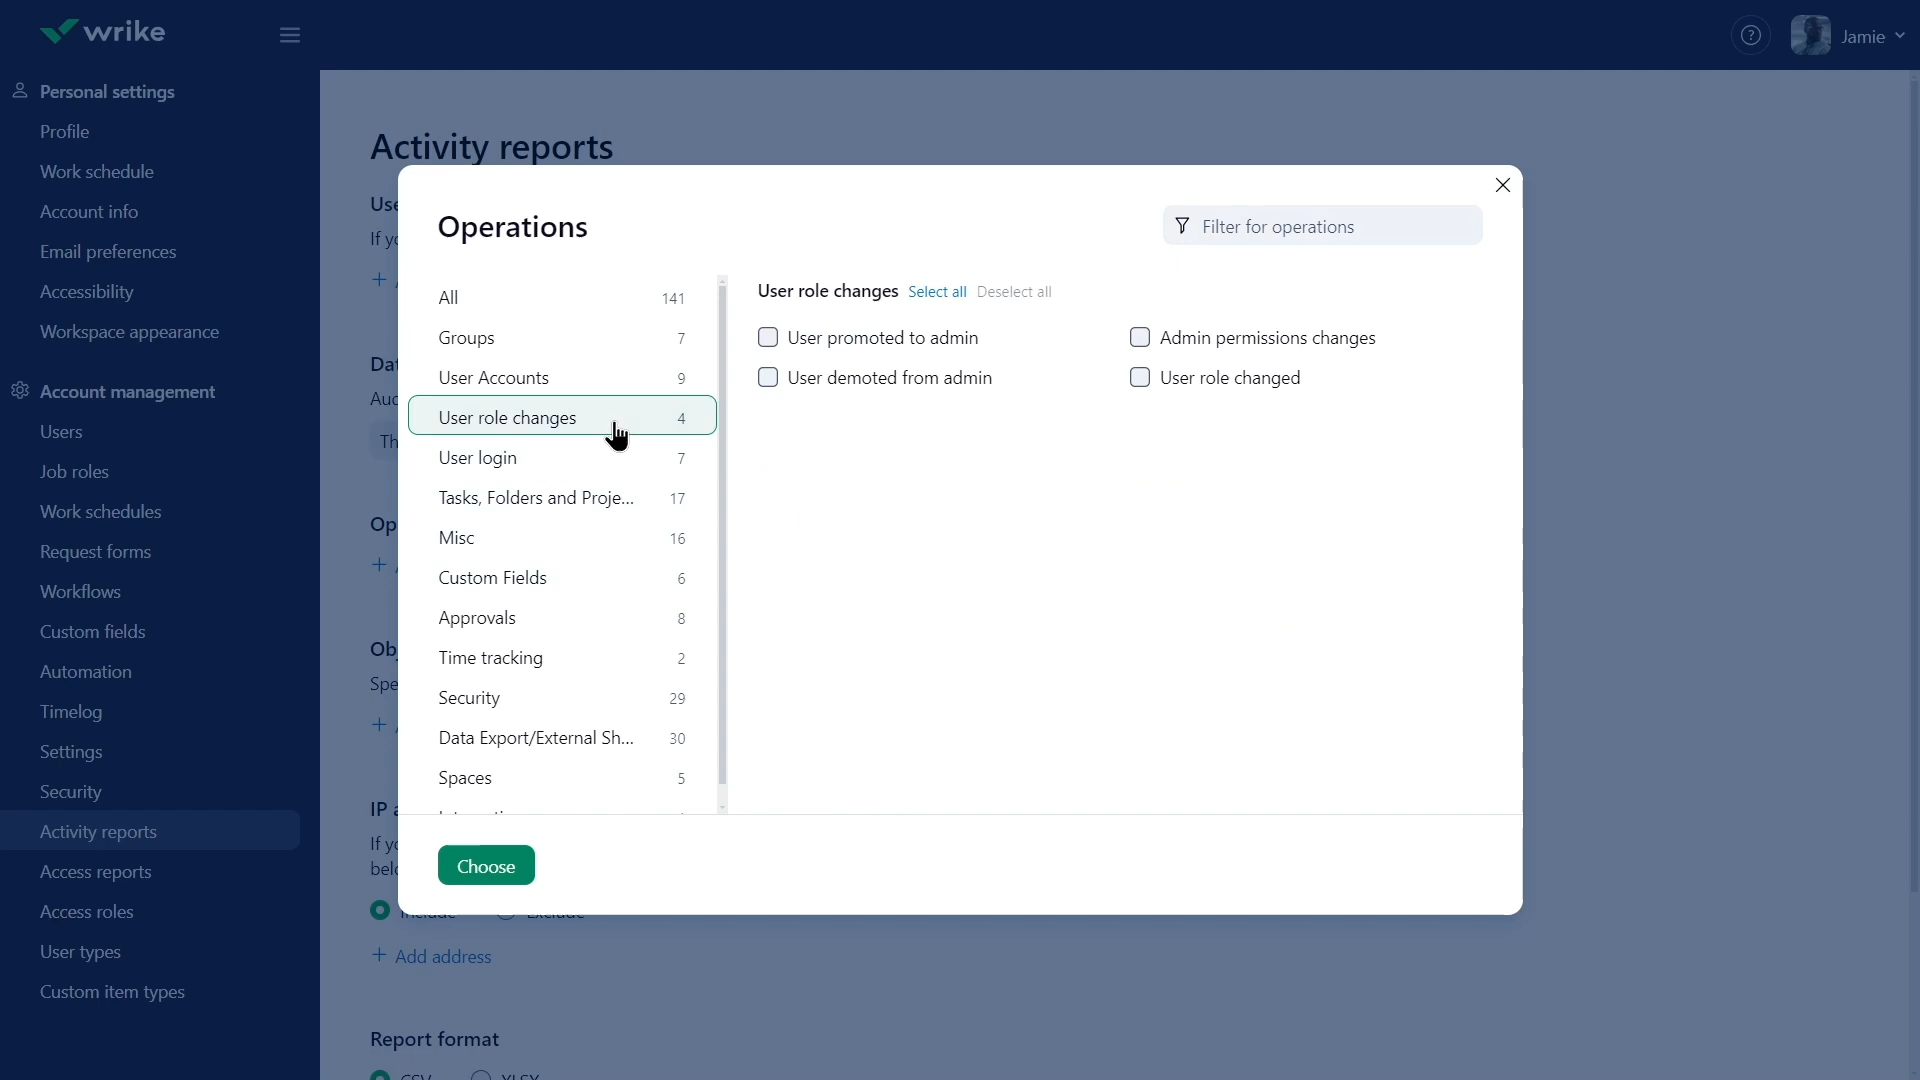 wrike
? Jamie
Personal settings
Profile
Work schedule
Account info
Email preferences
Accessibility
Workspace appearance
Account management
Users
Job roles
Work schedules
Request forms
Workflows
Custom fields
Automation
Timelog
Settings
Security
Activity reports
Access reports
Access roles
User types
Custom item types
Activity reports
Operations
Filter for operations
All 141
Groups 7
User Accounts 9
User role changes 4
User login 7
Tasks, Folders and Proje... 17
Misc 16
Custom Fields 6
Approvals 8
Time tracking 2
Security 29
Data Export/External Sh... 30
Spaces 5
User role changes Select all Deselect all
User promoted to admin Admin permissions changes
User demoted from admin User role changed
Choose
+ Add address
Report format
CSV XLSX